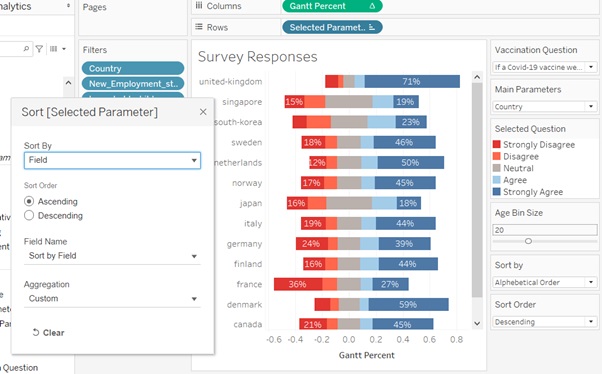 nalytics
Pages
Columns
Gantt Percent
Rows
Selected Paramet..
Filters
Country
New_Employment_st..
Sort [Selected Parameter]
Sort By
Field
Sort Order
Ascending
Descending
Field Name
Sort by Field
Aggregation
Custom
Clear
Question
Survey Responses
united-kingdom 71%
singapore 15% 19%
south-korea 23%
sweden 18% 46%
netherlands 12% 50%
norway 17% 45%
japan 16% 18%
italy 19% 44%
germany 24% 39%
finland 16% 44%
france 36% 27%
denmark 59%
canada 21% 45%
-0.6 -0.4 -0.2 0.0 0.2 0.4 0.6 0.8
Gantt Percent
Vaccination Question
If a Covid-19 vaccine we...
Main Parameters
Country
Selected Question
Strongly Disagree
Disagree
Neutral
Agree
Strongly Agree
Age Bin Size
20
Sort by
Alphabetical Order
Sort Order
Descending